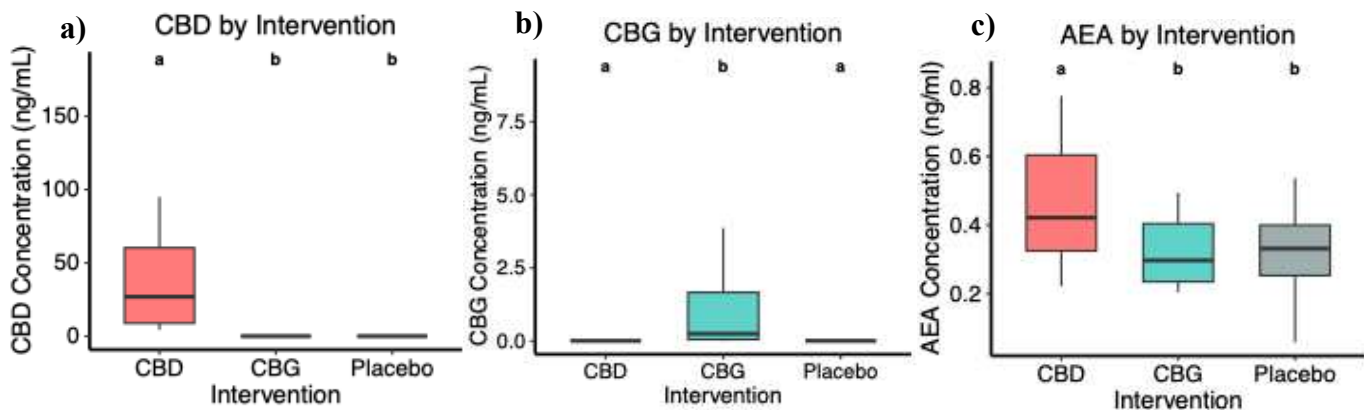 a)
CBD by Intervention
a b b
CBD Concentration (ng/mL)
150
100
50
0
CBD CBG Placebo
Intervention
b)
CBG by Intervention
a b a
CBG Concentration (ng/mL)
7.5
5.0
2.5
0.0
CBD CBG Placebo
Intervention
c)
AEA by Intervention
a b b
AEA Concentration (ng/ml)
0.8
0.6
0.4
0.2
CBD CBG Placebo
Intervention